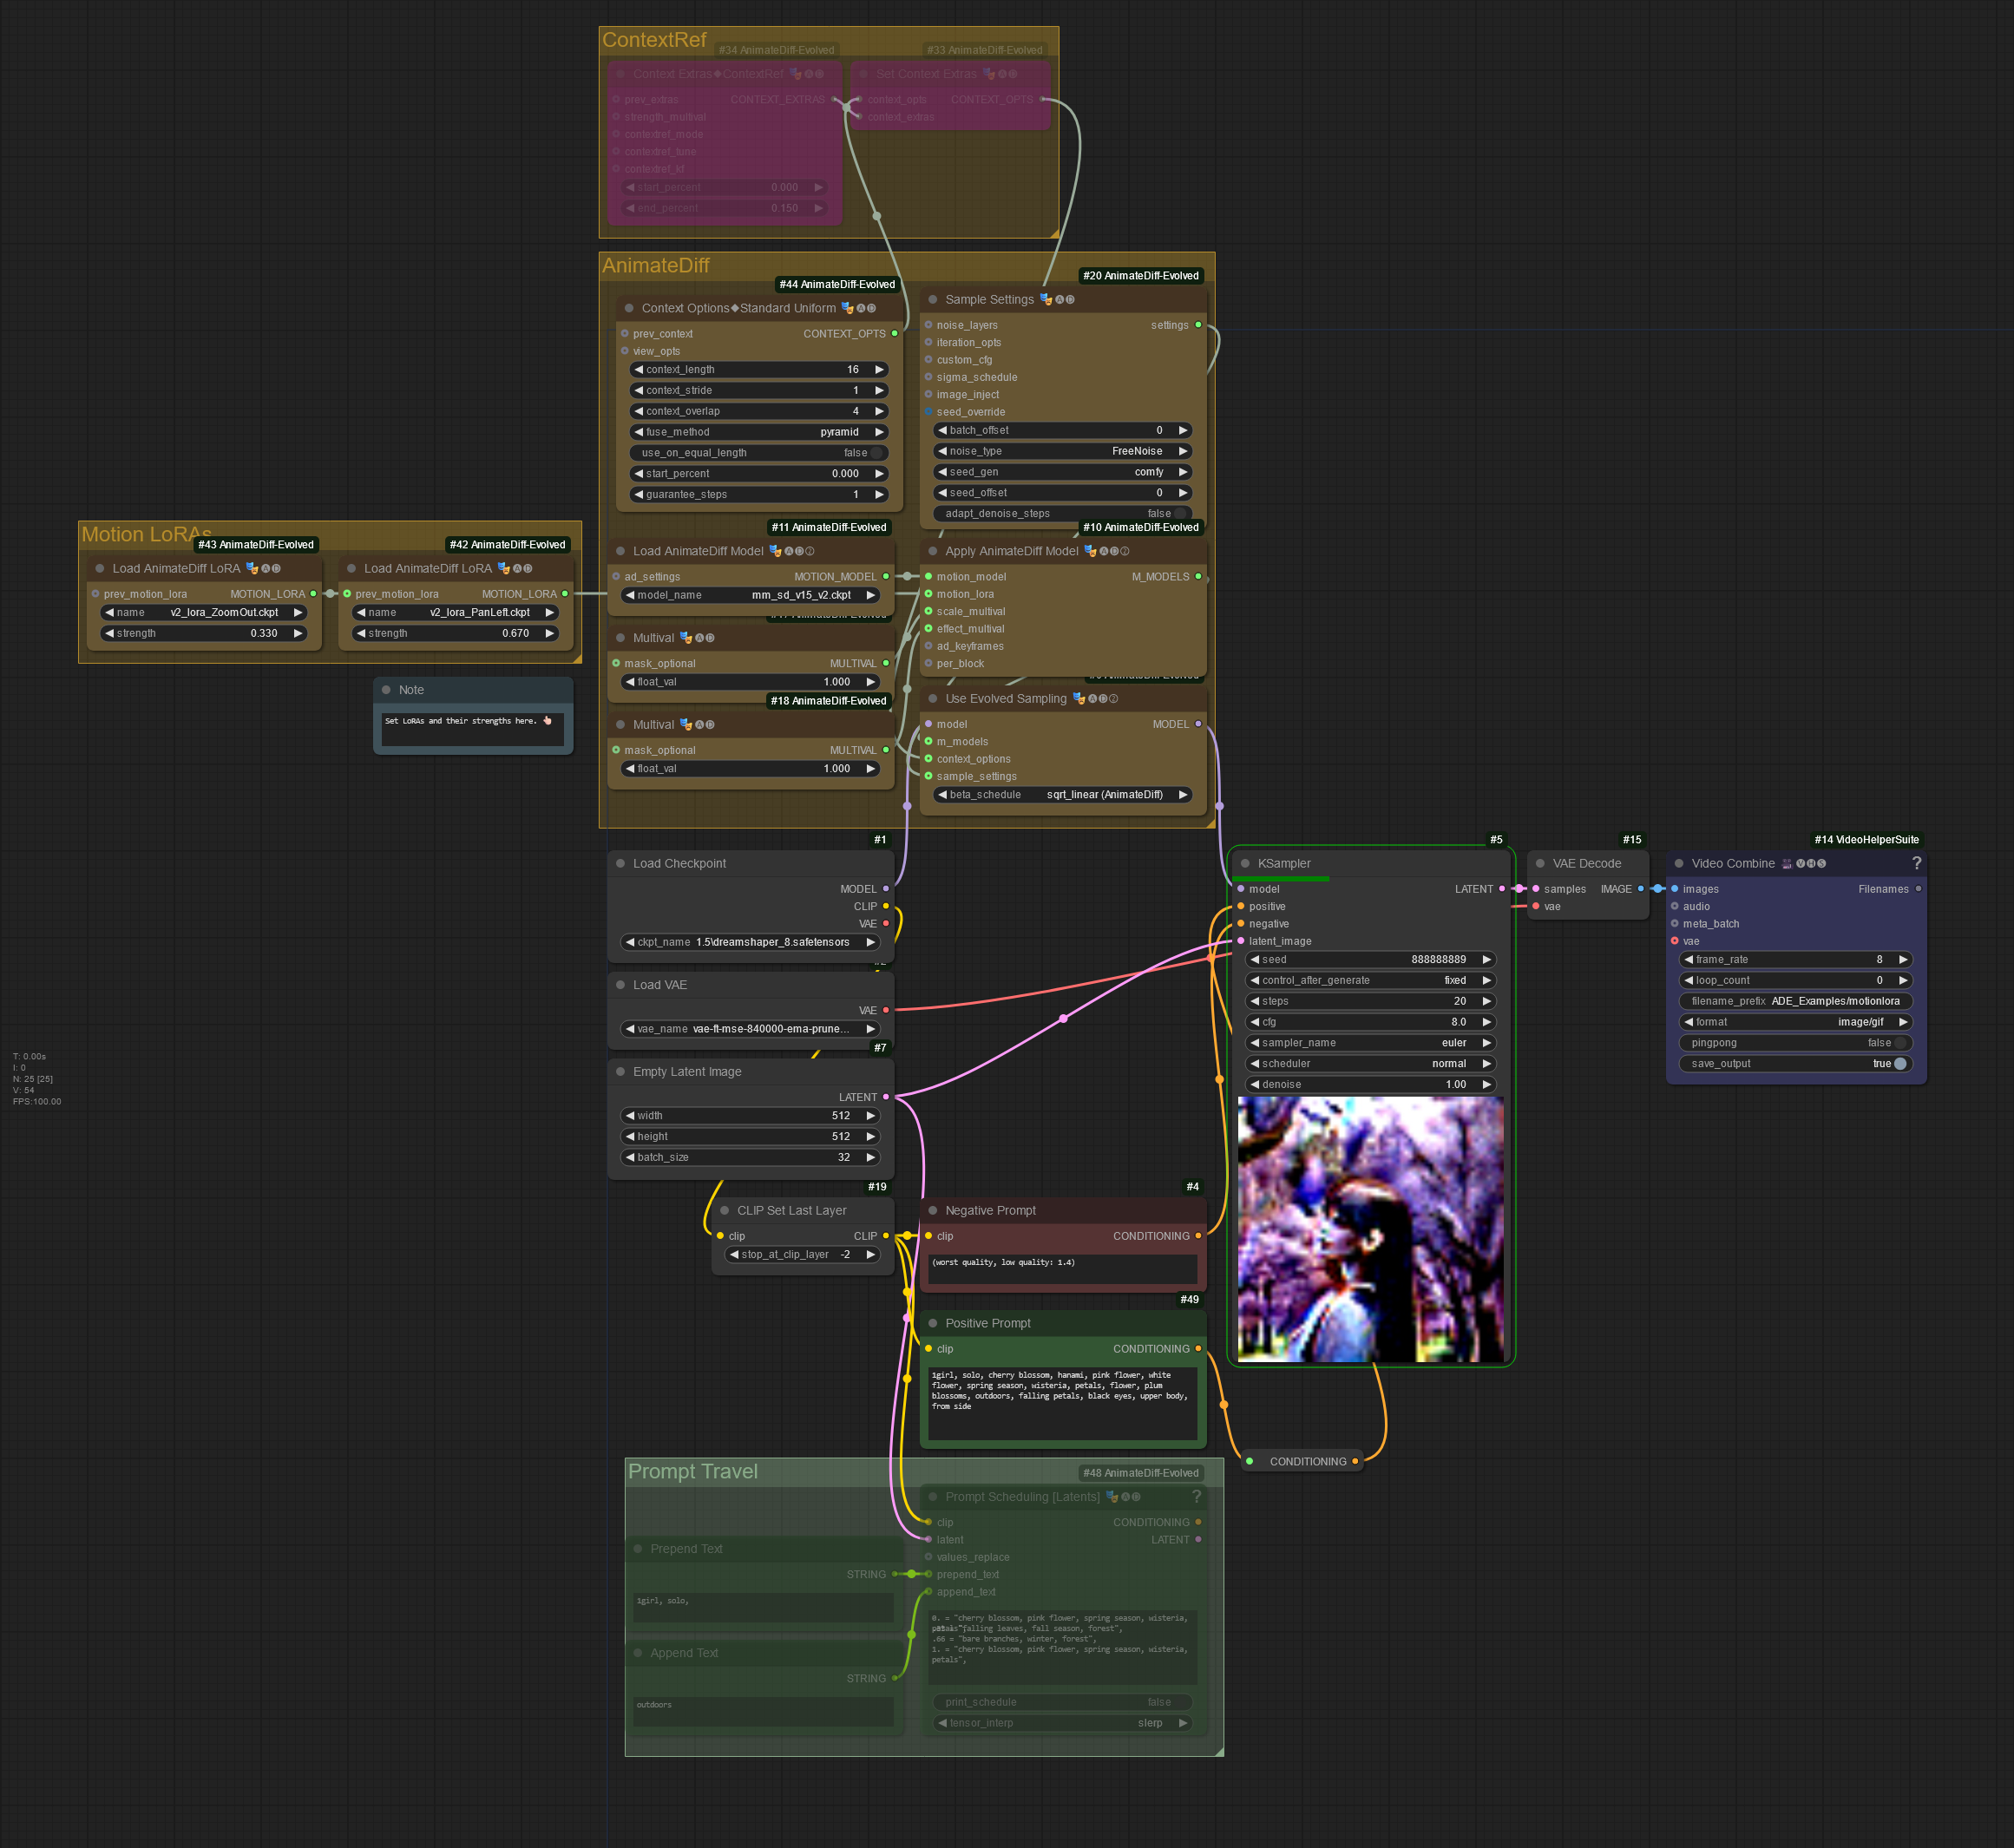 ContextRef
#34 AnimateDiff-Evolved
#33 AnimateDiff-Evolved
Context Extras◆ContextRef 🎭🅐🅓
prev_extras CONTEXT_EXTRAS
strength_multival
contextref_mode
contextref_tune
contextref_kf
start_percent 0.000
end_percent 0.150
Set Context Extras 🎭🅐🅓
context_opts CONTEXT_OPTS
context_extras
AnimateDiff
#44 AnimateDiff-Evolved
Context Options◆Standard Uniform 🎭🅐🅓
prev_context CONTEXT_OPTS
view_opts
context_length 16
context_stride 1
context_overlap 4
fuse_method pyramid
use_on_equal_length false
start_percent 0.000
guarantee_steps 1
#20 AnimateDiff-Evolved
Sample Settings 🎭🅐🅓
noise_layers settings
iteration_opts
custom_cfg
sigma_schedule
image_inject
seed_override
batch_offset 0
noise_type FreeNoise
seed_gen comfy
seed_offset 0
adapt_denoise_steps false
Motion LoRAs
#43 AnimateDiff-Evolved
Load AnimateDiff LoRA 🎭🅐🅓
prev_motion_lora MOTION_LORA
name v2_lora_ZoomOut.ckpt
strength 0.330
#42 AnimateDiff-Evolved
Load AnimateDiff LoRA 🎭🅐🅓
prev_motion_lora MOTION_LORA
name v2_lora_PanLeft.ckpt
strength 0.670
Note
Set LoRAs and their strengths here. 👆🏻
#11 AnimateDiff-Evolved
Load AnimateDiff Model 🎭🅐🅓②
ad_settings MOTION_MODEL
model_name mm_sd_v15_v2.ckpt
Multival 🎭🅐🅓
mask_optional MULTIVAL
float_val 1.000
#18 AnimateDiff-Evolved
Multival 🎭🅐🅓
mask_optional MULTIVAL
float_val 1.000
#10 AnimateDiff-Evolved
Apply AnimateDiff Model 🎭🅐🅓②
motion_model M_MODELS
motion_lora
scale_multival
effect_multival
ad_keyframes
per_block
Use Evolved Sampling 🎭🅐🅓②
model MODEL
m_models
context_options
sample_settings
beta_schedule sqrt_linear (AnimateDiff)
#1
Load Checkpoint
MODEL
CLIP
VAE
ckpt_name 1.5\dreamshaper_8.safetensors
Load VAE
VAE
vae_name vae-ft-mse-840000-ema-prune...
#7
Empty Latent Image
LATENT
width 512
height 512
batch_size 32
#19
CLIP Set Last Layer
clip CLIP
stop_at_clip_layer -2
#4
Negative Prompt
clip CONDITIONING
(worst quality, low quality: 1.4)
#49
Positive Prompt
clip CONDITIONING
1girl, solo, cherry blossom, hanami, pink flower, white
flower, spring season, wisteria, petals, flower, plum
blossoms, outdoors, falling petals, black eyes, upper body,
from side
#5
KSampler
model LATENT
positive
negative
latent_image
seed 888888889
control_after_generate fixed
steps 20
cfg 8.0
sampler_name euler
scheduler normal
denoise 1.00
CONDITIONING
#15
VAE Decode
samples IMAGE
vae
#14 VideoHelperSuite
Video Combine 🎥🅥🅗🅢 ?
images Filenames
audio
meta_batch
vae
frame_rate 8
loop_count 0
filename_prefix ADE_Examples/motionlora
format image/gif
pingpong false
save_output true
T: 0.00s
I: 0
N: 25 [25]
V: 54
FPS:100.00
Prompt Travel
#48 AnimateDiff-Evolved
Prompt Scheduling [Latents] 🎭🅐🅓 ?
clip CONDITIONING
latent LATENT
values_replace
prepend_text
append_text
0. = "cherry blossom, pink flower, spring season, wisteria,
falling leaves, fall season, forest",
.66 = "bare branches, winter, forest",
1. = "cherry blossom, pink flower, spring season, wisteria,
petals",
print_schedule false
tensor_interp slerp
Prepend Text
STRING
1girl, solo,
Append Text
STRING
outdoors